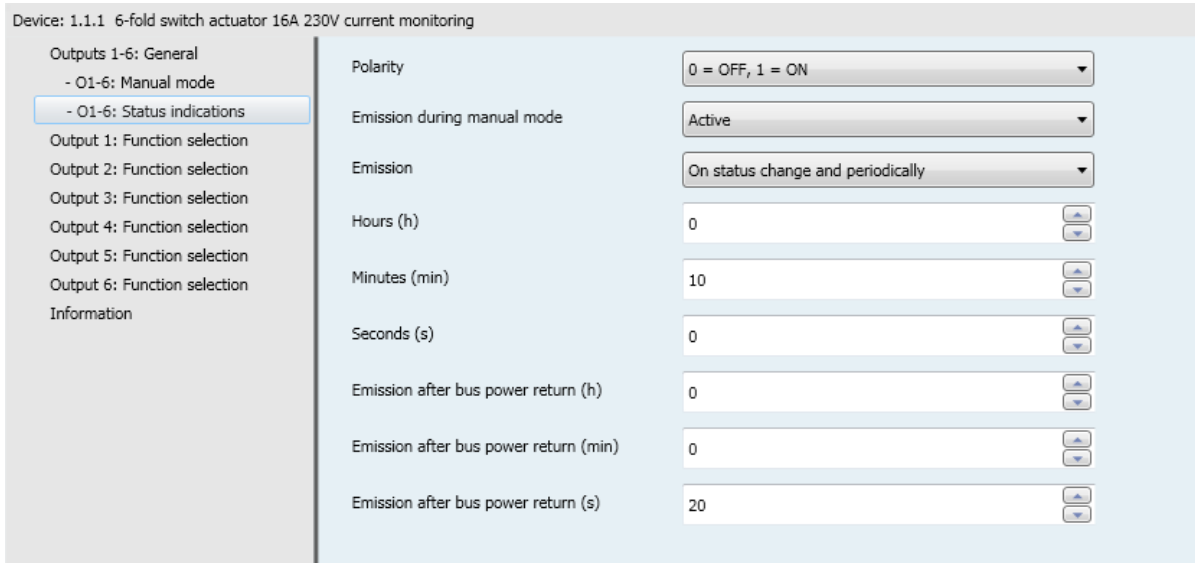 Device: 1.1.1 6-fold switch actuator 16A 230V current monitoring
Outputs 1-6: General
- O1-6: Manual mode
- O1-6: Status indications
Output 1: Function selection
Output 2: Function selection
Output 3: Function selection
Output 4: Function selection
Output 5: Function selection
Output 6: Function selection
Information
Polarity
0 = OFF, 1 = ON
Emission during manual mode
Active
Emission
On status change and periodically
Hours (h)
0
Minutes (min)
10
Seconds (s)
0
Emission after bus power return (h)
0
Emission after bus power return (min)
0
Emission after bus power return (s)
20